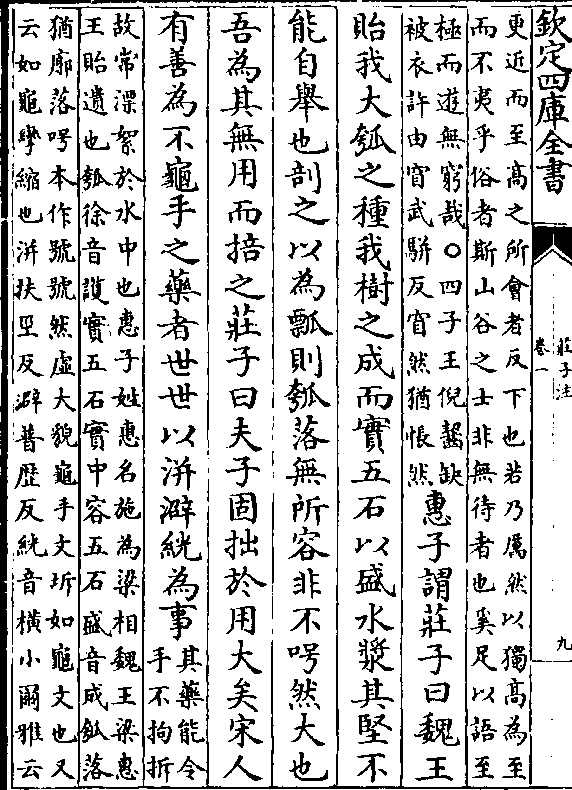 欽定四庫全書
莊子注
卷一
九
更近而至髙之所會者反下也若乃厲然以獨髙為至
而不夷乎俗者斯山谷之士非無待者也奚足以語至
極而遊無窮哉○四子王倪齧缺
被衣許由窅武駢反窅然猶悵然
惠子謂莊子曰魏王
貽我大瓠之種我樹之成而實五石以盛水漿其堅不
能自舉也剖之以為瓢則瓠落無所容非不呺然大也
吾為其無用而掊之莊子曰夫子固拙於用大矣宋人
有善為不龜手之藥者世世以洴澼絖為事
其藥能令
手不拘折
故常漂絮於水中也惠子姓惠名施為梁相魏王梁惠
王貽遺也瓠徐音䕶實五石實中容五石盛音成瓠落
猶廓落呺本作號號然虚大貌龜手文坼如龜文也又
云如龜攣縮也洴扶坙反澼普歴反絖音橫小爾雅云